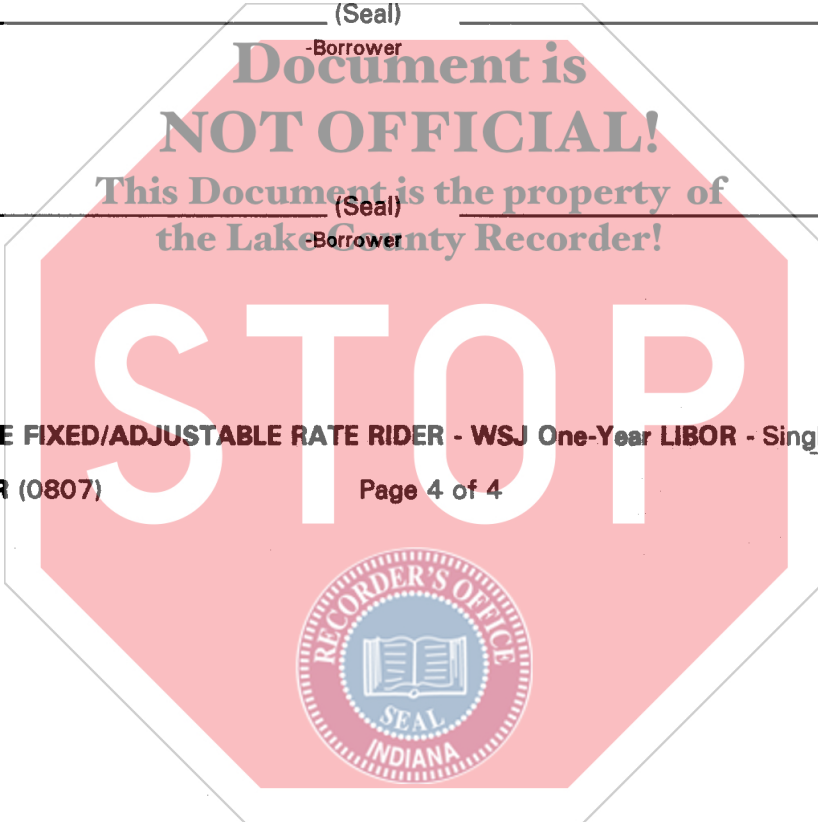 (Seal)
-Borrower
Document is
NOT OFFICIAL!
This Document is the property of
(Seal)
the Lake County Recorder!
-Borrower
STOP
E FIXED/ADJUSTABLE RATE RIDER - WSJ One-Year LIBOR - Sing
R (0807)
Page 4 of 4
RECORDER'S OFFICE
SEAL
INDIANA